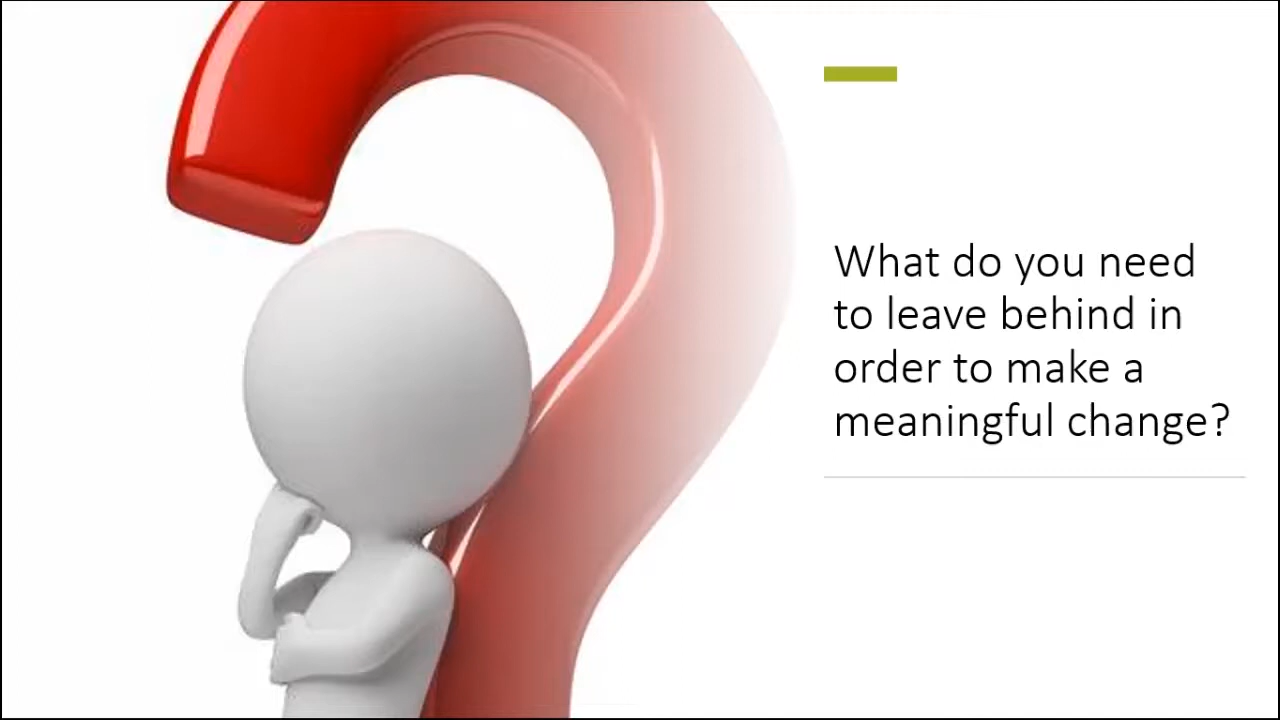 What do you need
to leave behind in
order to make a
meaningful change?